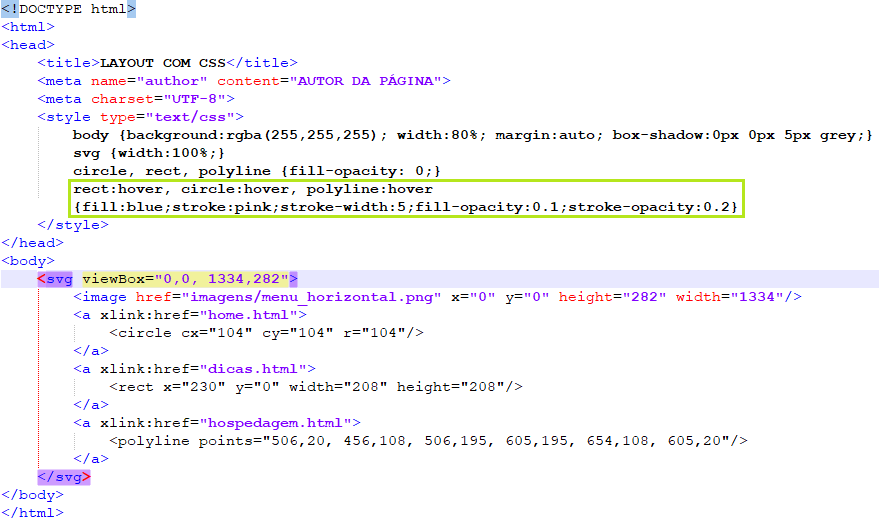 <!DOCTYPE html>
<html>
<head>
<title>LAYOUT COM CSS</title>
<meta name="author" content="AUTOR DA PÁGINA">
<meta charset="UTF-8">
<style type="text/css">
body {background:rgba(255,255,255); width:80%; margin:auto; box-shadow:0px 0px 5px grey;}
svg {width:100%;}
circle, rect, polyline {fill-opacity: 0;}
rect:hover, circle:hover, polyline:hover
{fill:blue;stroke:pink;stroke-width:5;fill-opacity:0.1;stroke-opacity:0.2}
</style>
</head>
<body>
<svg viewBox="0,0, 1334,282">
<image href="imagens/menu_horizontal.png" x="0" y="0" height="282" width="1334"/>
<a xlink:href="home.html">
<circle cx="104" cy="104" r="104"/>
</a>
<a xlink:href="dicas.html">
<rect x="230" y="0" width="208" height="208"/>
</a>
<a xlink:href="hospedagem.html">
<polyline points="506,20, 456,108, 506,195, 605,195, 654,108, 605,20"/>
</a>
</svg>
</body>
</html>